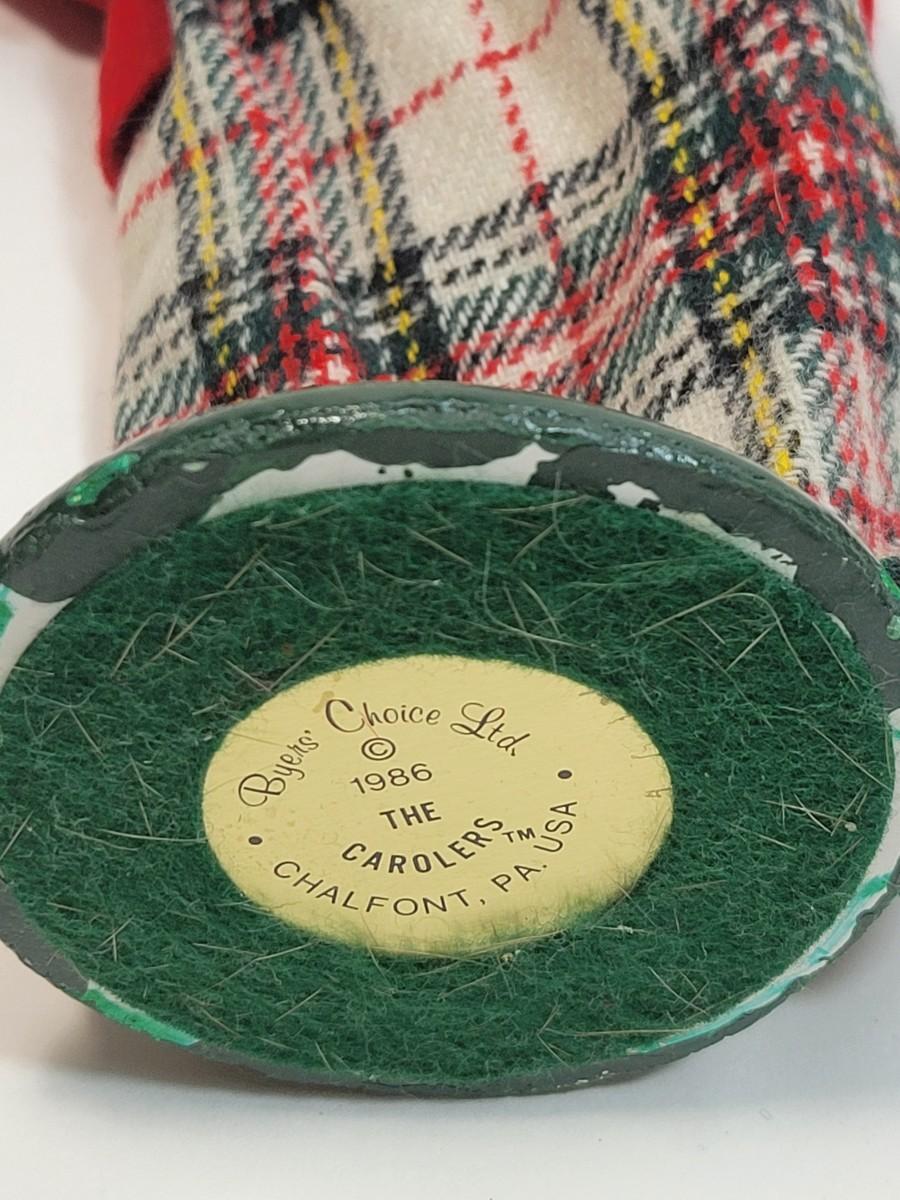 Byers' Choice Ltd.
©
1986
THE
CAROLERS™
• CHALFONT, PA. USA •